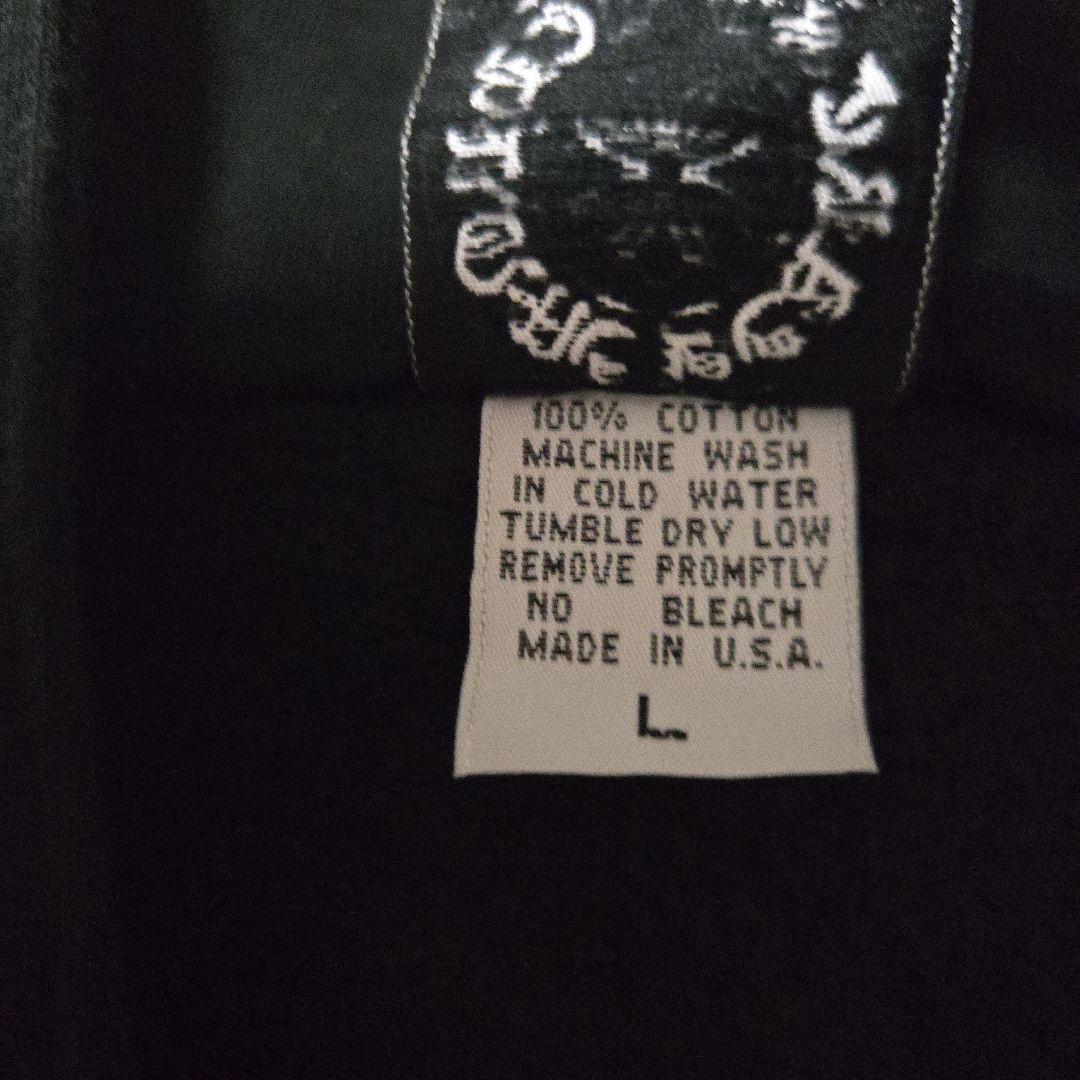 100% COTTON
MACHINE WASH
IN COLD WATER
TUMBLE DRY LOW
REMOVE PROMPTLY
NO BLEACH
MADE IN U.S.A.
L